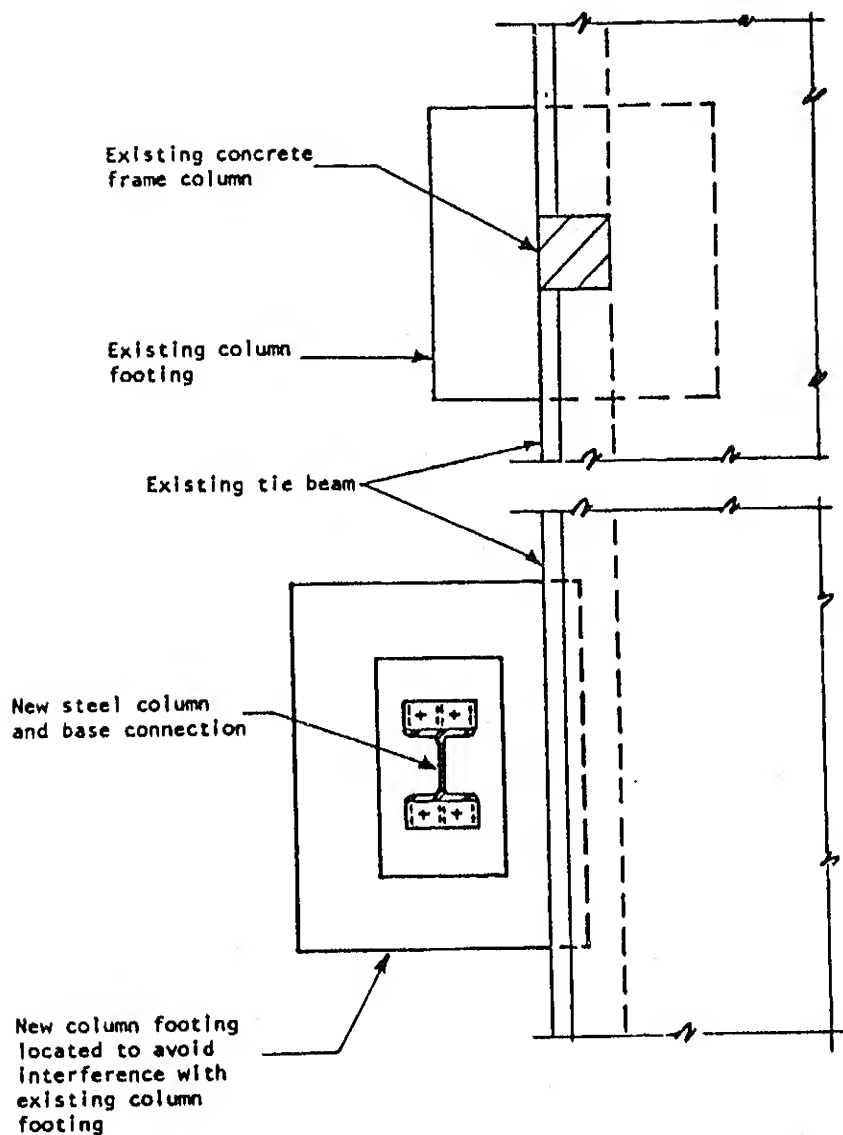 Existing concrete
frame column
Existing column
footing
Existing tie beam
New steel column
and base connection
New column footing
located to avoid
interference with
existing column
footing